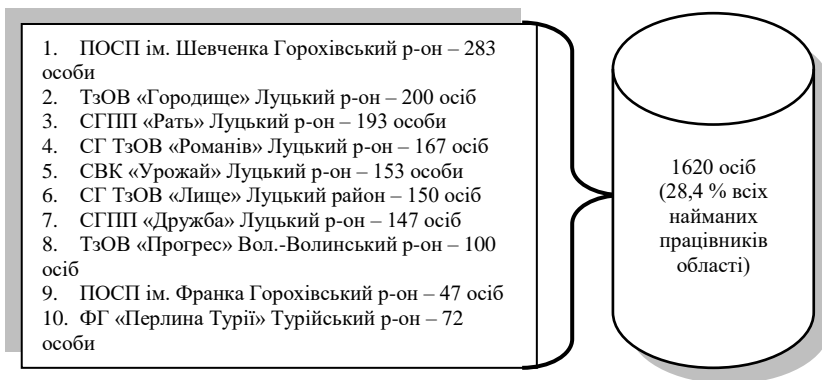 1. ПОСП ім. Шевченка Горохівський р-он – 283
особи
2. ТзОВ «Городище» Луцький р-он – 200 осіб
3. СГПП «Рать» Луцький р-он – 193 особи
4. СГ ТзОВ «Романів» Луцький р-он – 167 осіб
5. СВК «Урожай» Луцький р-он – 153 особи
6. СГ ТзОВ «Лище» Луцький район – 150 осіб
7. СГПП «Дружба» Луцький р-он – 147 осіб
8. ТзОВ «Прогрес» Вол.-Волинський р-он – 100
осіб
9. ПОСП ім. Франка Горохівський р-он – 47 осіб
10. ФГ «Перлина Турії» Турійський р-он – 72
особи
1620 осіб
(28,4 % всіх
найманих
працівників
області)